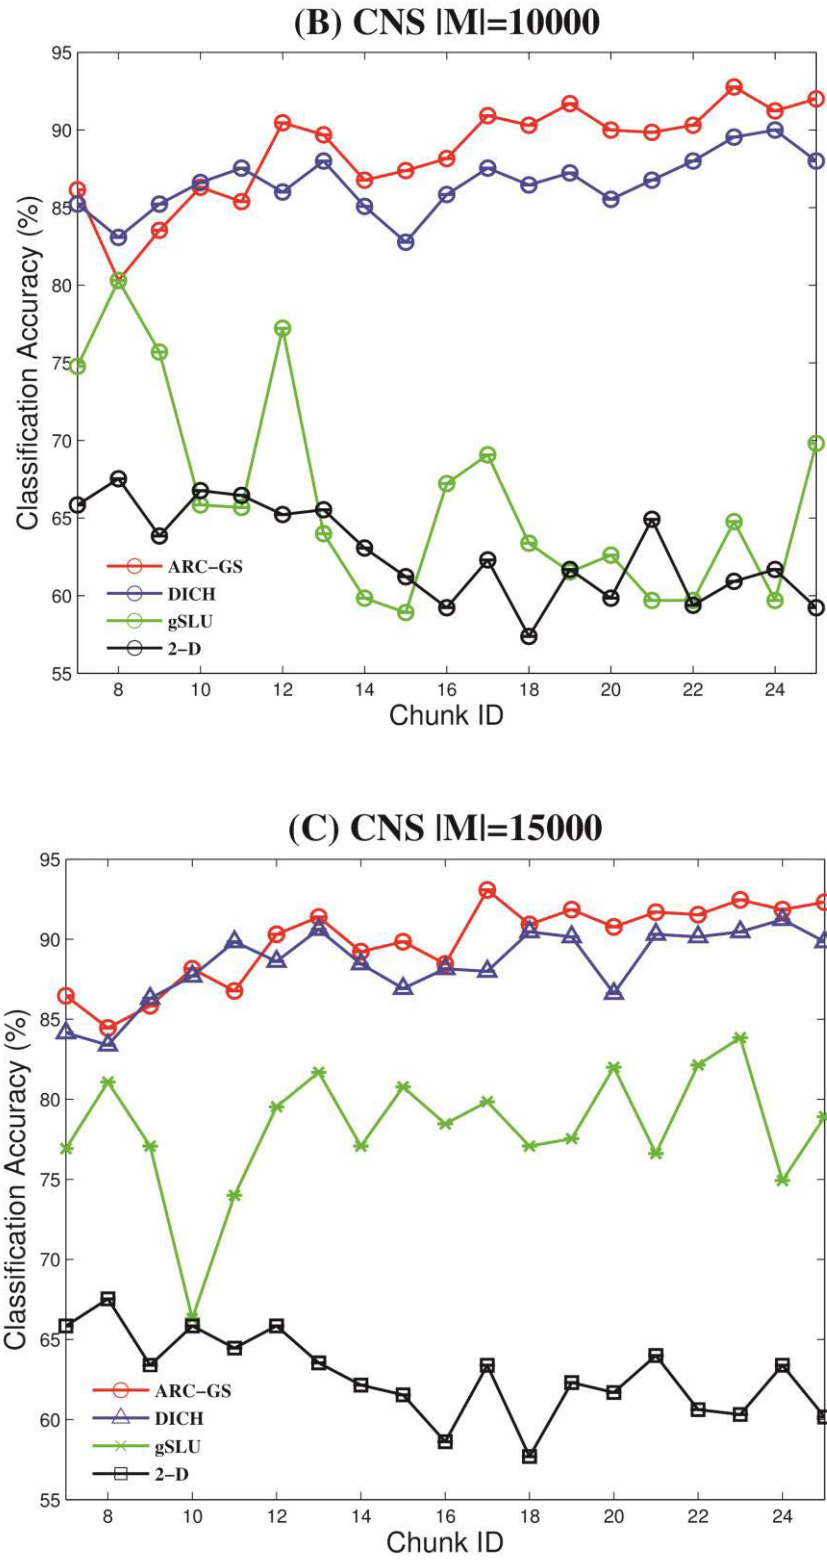 (B) CNS |M|=10000
95
90
85
80
75
70
65
60
55
Classification Accuracy (%)
ARC-GS
DICH
gSLU
2-D
8 10 12 14 16 18 20 22 24
Chunk ID
(C) CNS |M|=15000
95
90
85
80
75
70
65
60
55
Classification Accuracy (%)
ARC-GS
DICH
gSLU
2-D
8 10 12 14 16 18 20 22 24
Chunk ID